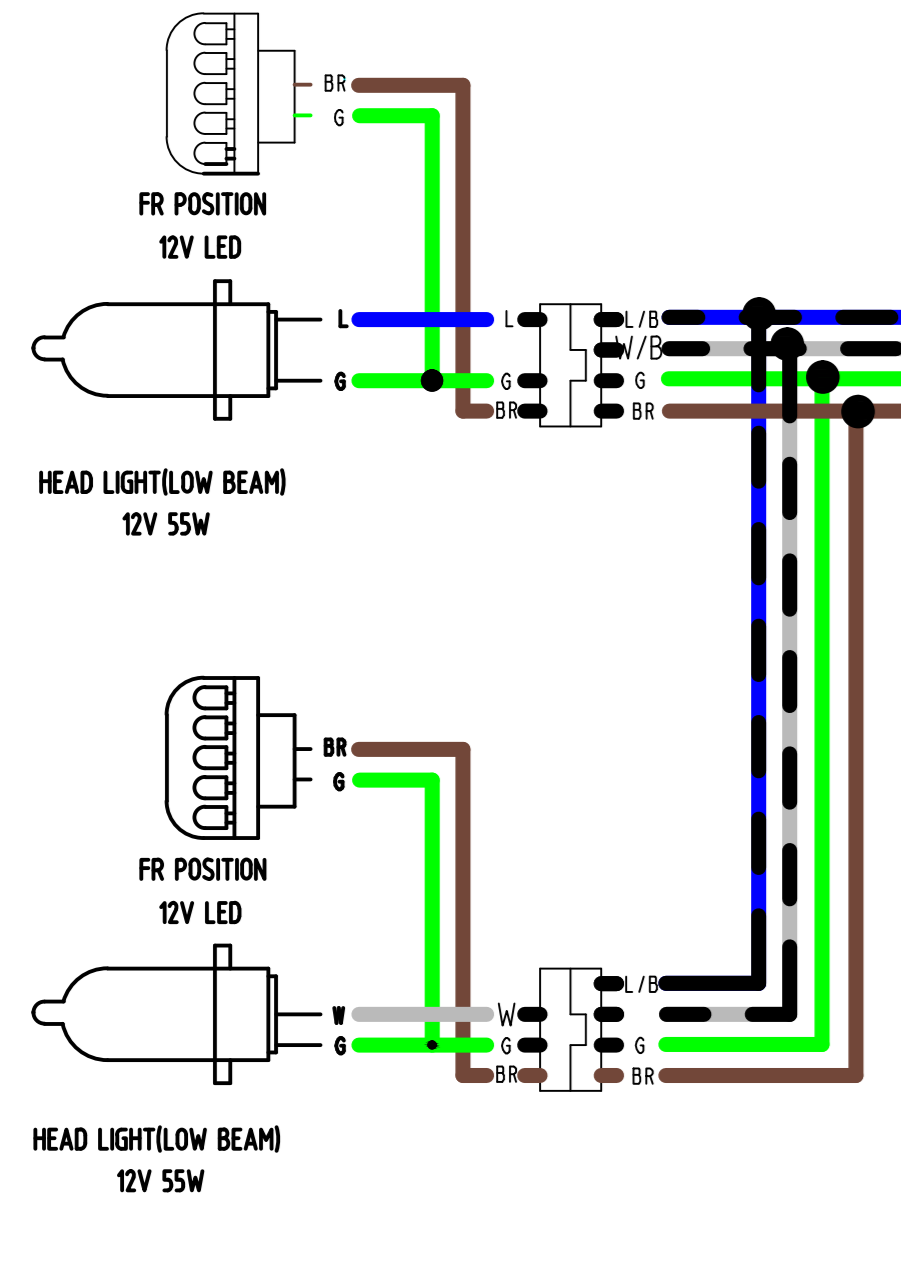 BR
G
FR POSITION
12V LED
L L L/B
W/B
G G G
BR BR
HEAD LIGHT(LOW BEAM)
12V 55W
BR
G
FR POSITION
12V LED
L/B
W W
G G G
BR BR
HEAD LIGHT(LOW BEAM)
12V 55W